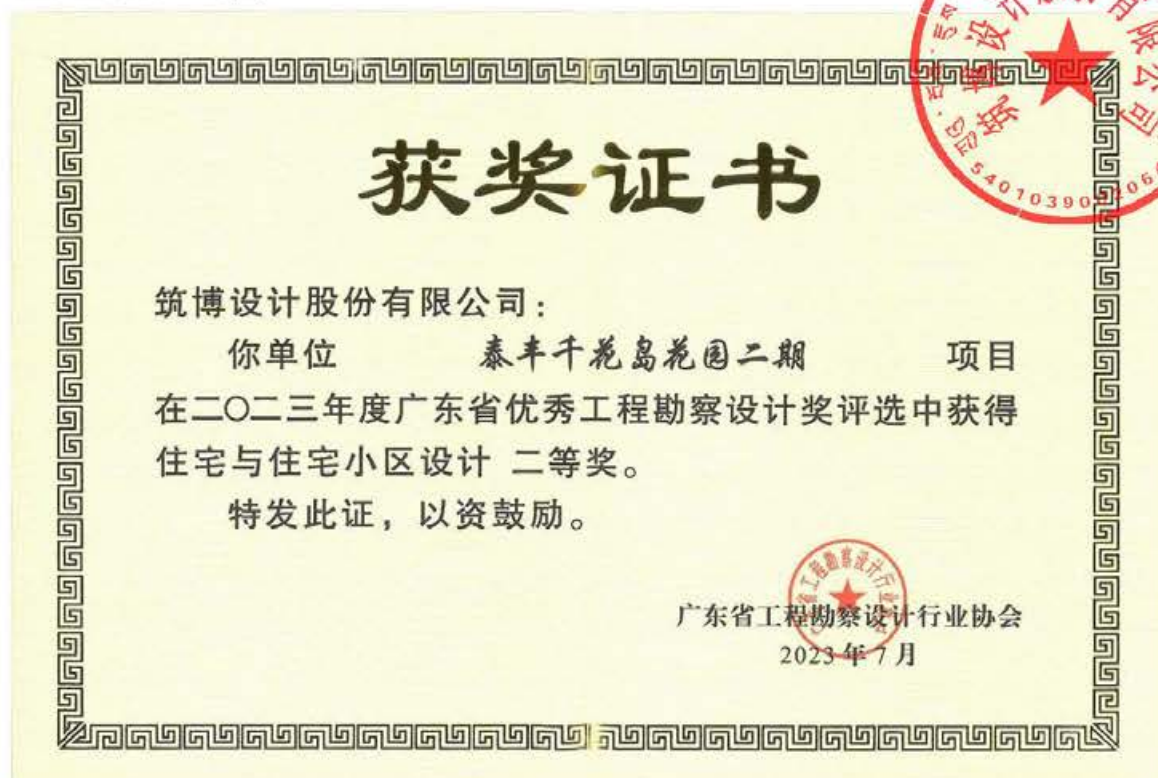 获奖证书
筑博设计股份有限公司：
你单位 泰丰千花岛花园二期 项目
在二〇二三年度广东省优秀工程勘察设计奖评选中获得
住宅与住宅小区设计 二等奖。
特发此证，以资鼓励。
广东省工程勘察设计行业协会
2023年7月